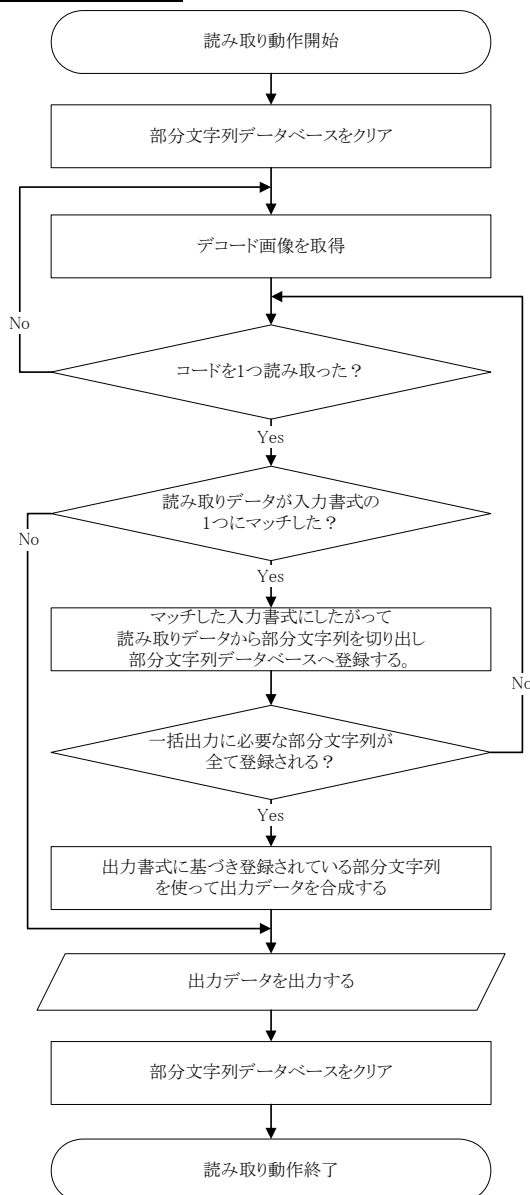 読み取り動作開始
部分文字列データベースをクリア
デコード画像を取得
No
コードを1つ読み取った？
Yes
読み取りデータが入力書式の
1つにマッチした？
No
Yes
マッチした入力書式にしたがって
読み取りデータから部分文字列を切り出し
部分文字列データベースへ登録する。
No
一括出力に必要な部分文字列が
全て登録される？
Yes
出力書式に基づき登録されている部分文字列
を使って出力データを合成する
出力データを出力する
部分文字列データベースをクリア
読み取り動作終了